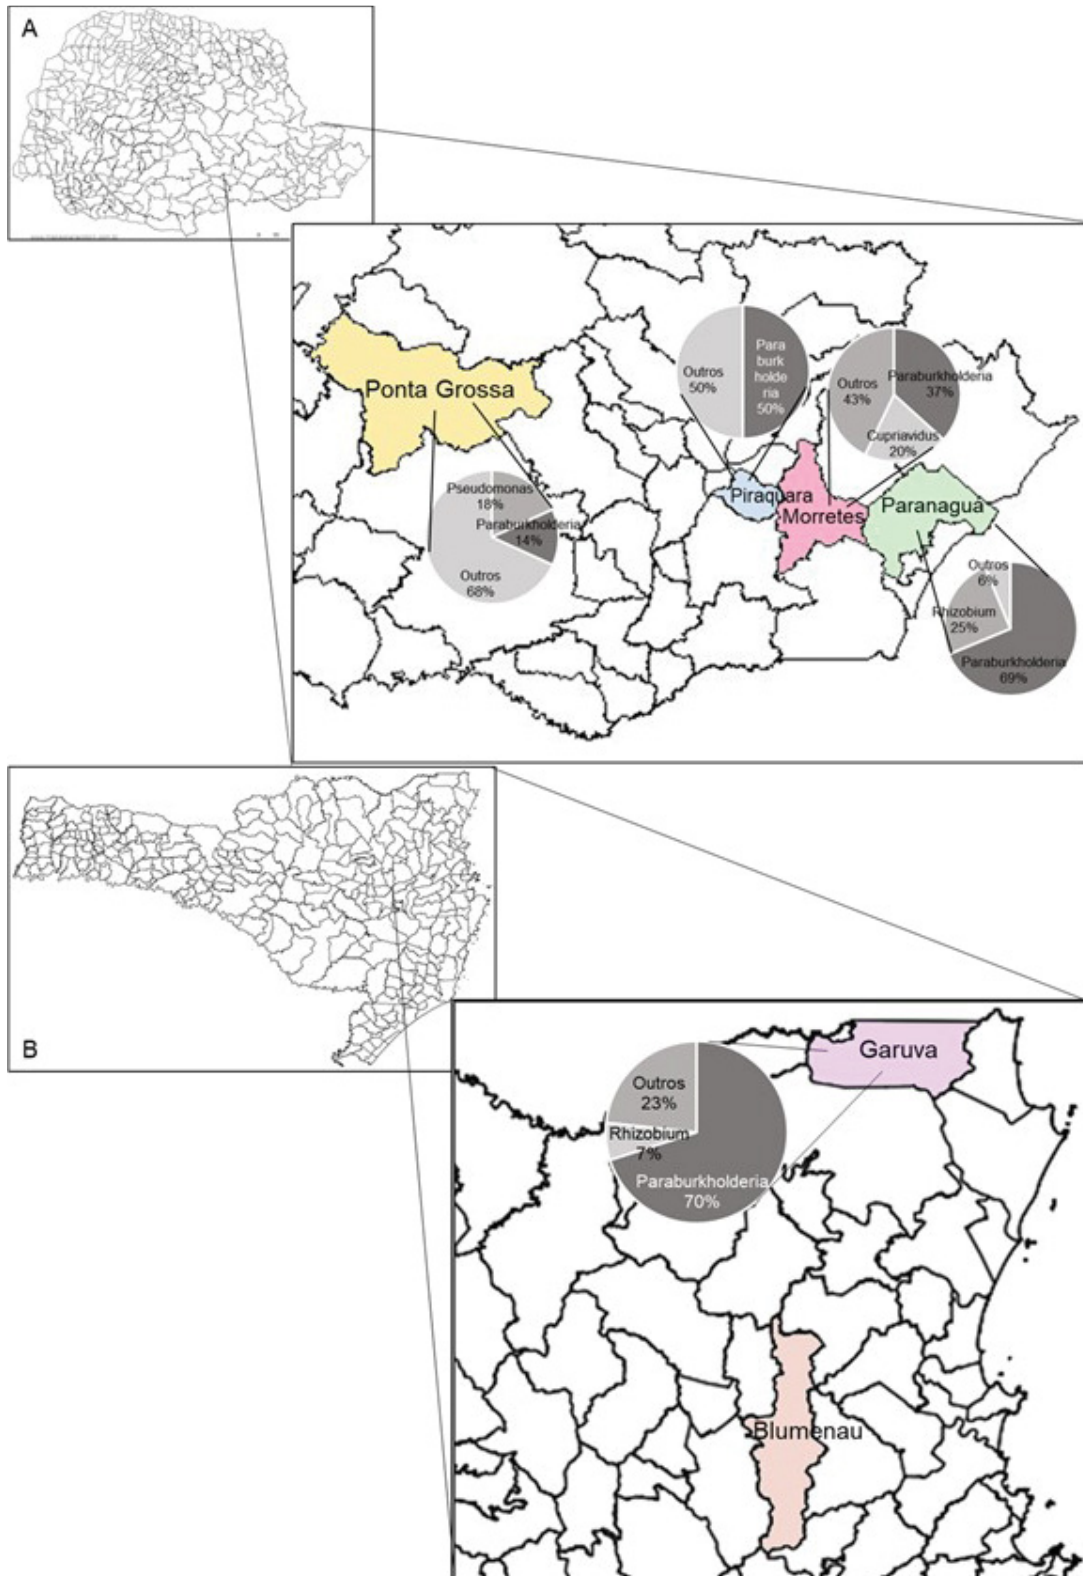 A
Ponta Grossa
Pseudomonas
18%
Paraburkholderia
14%
Outros
68%
Outros
50%
Para
burk
holde
ria
50%
Outros
43%
Paraburkholderia
37%
Cupriavidus
20%
Piraquara
Morretes
Paranaguá
Outros
6%
Rhizobium
25%
Paraburkholderia
69%
B
Garuva
Outros
23%
Rhizobium
7%
Paraburkholderia
70%
Blumenau